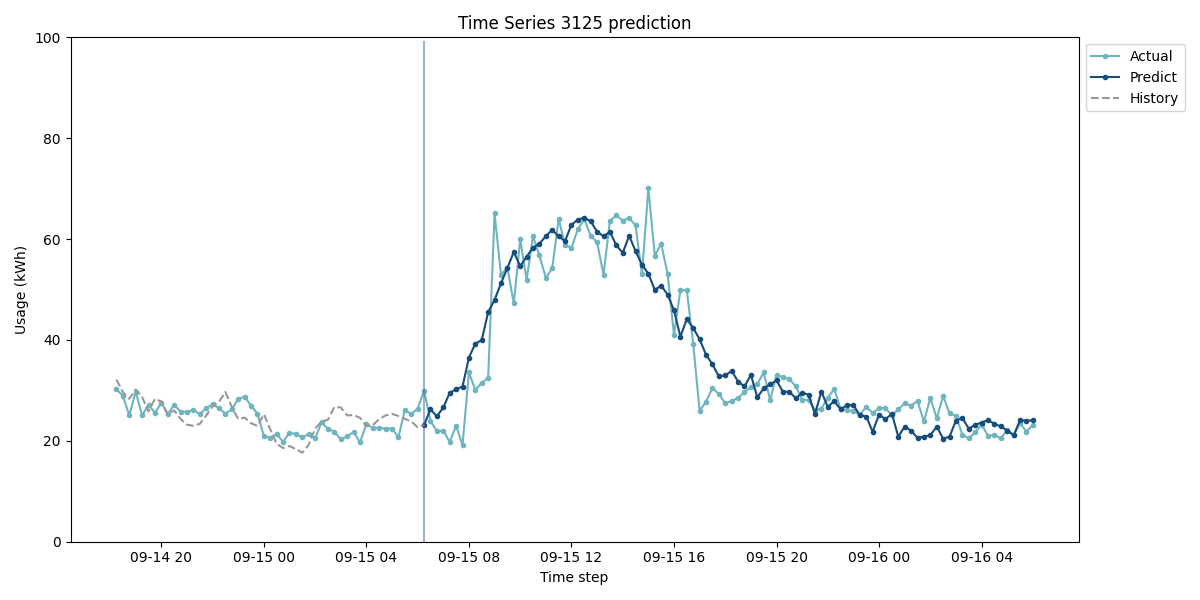 Time Series 3125 prediction
100
80
60
40
20
0
Usage (kWh)
09-14 20
09-15 00
09-15 04
09-15 08
09-15 12
09-15 16
09-15 20
09-16 00
09-16 04
Time step
Actual
Predict
History